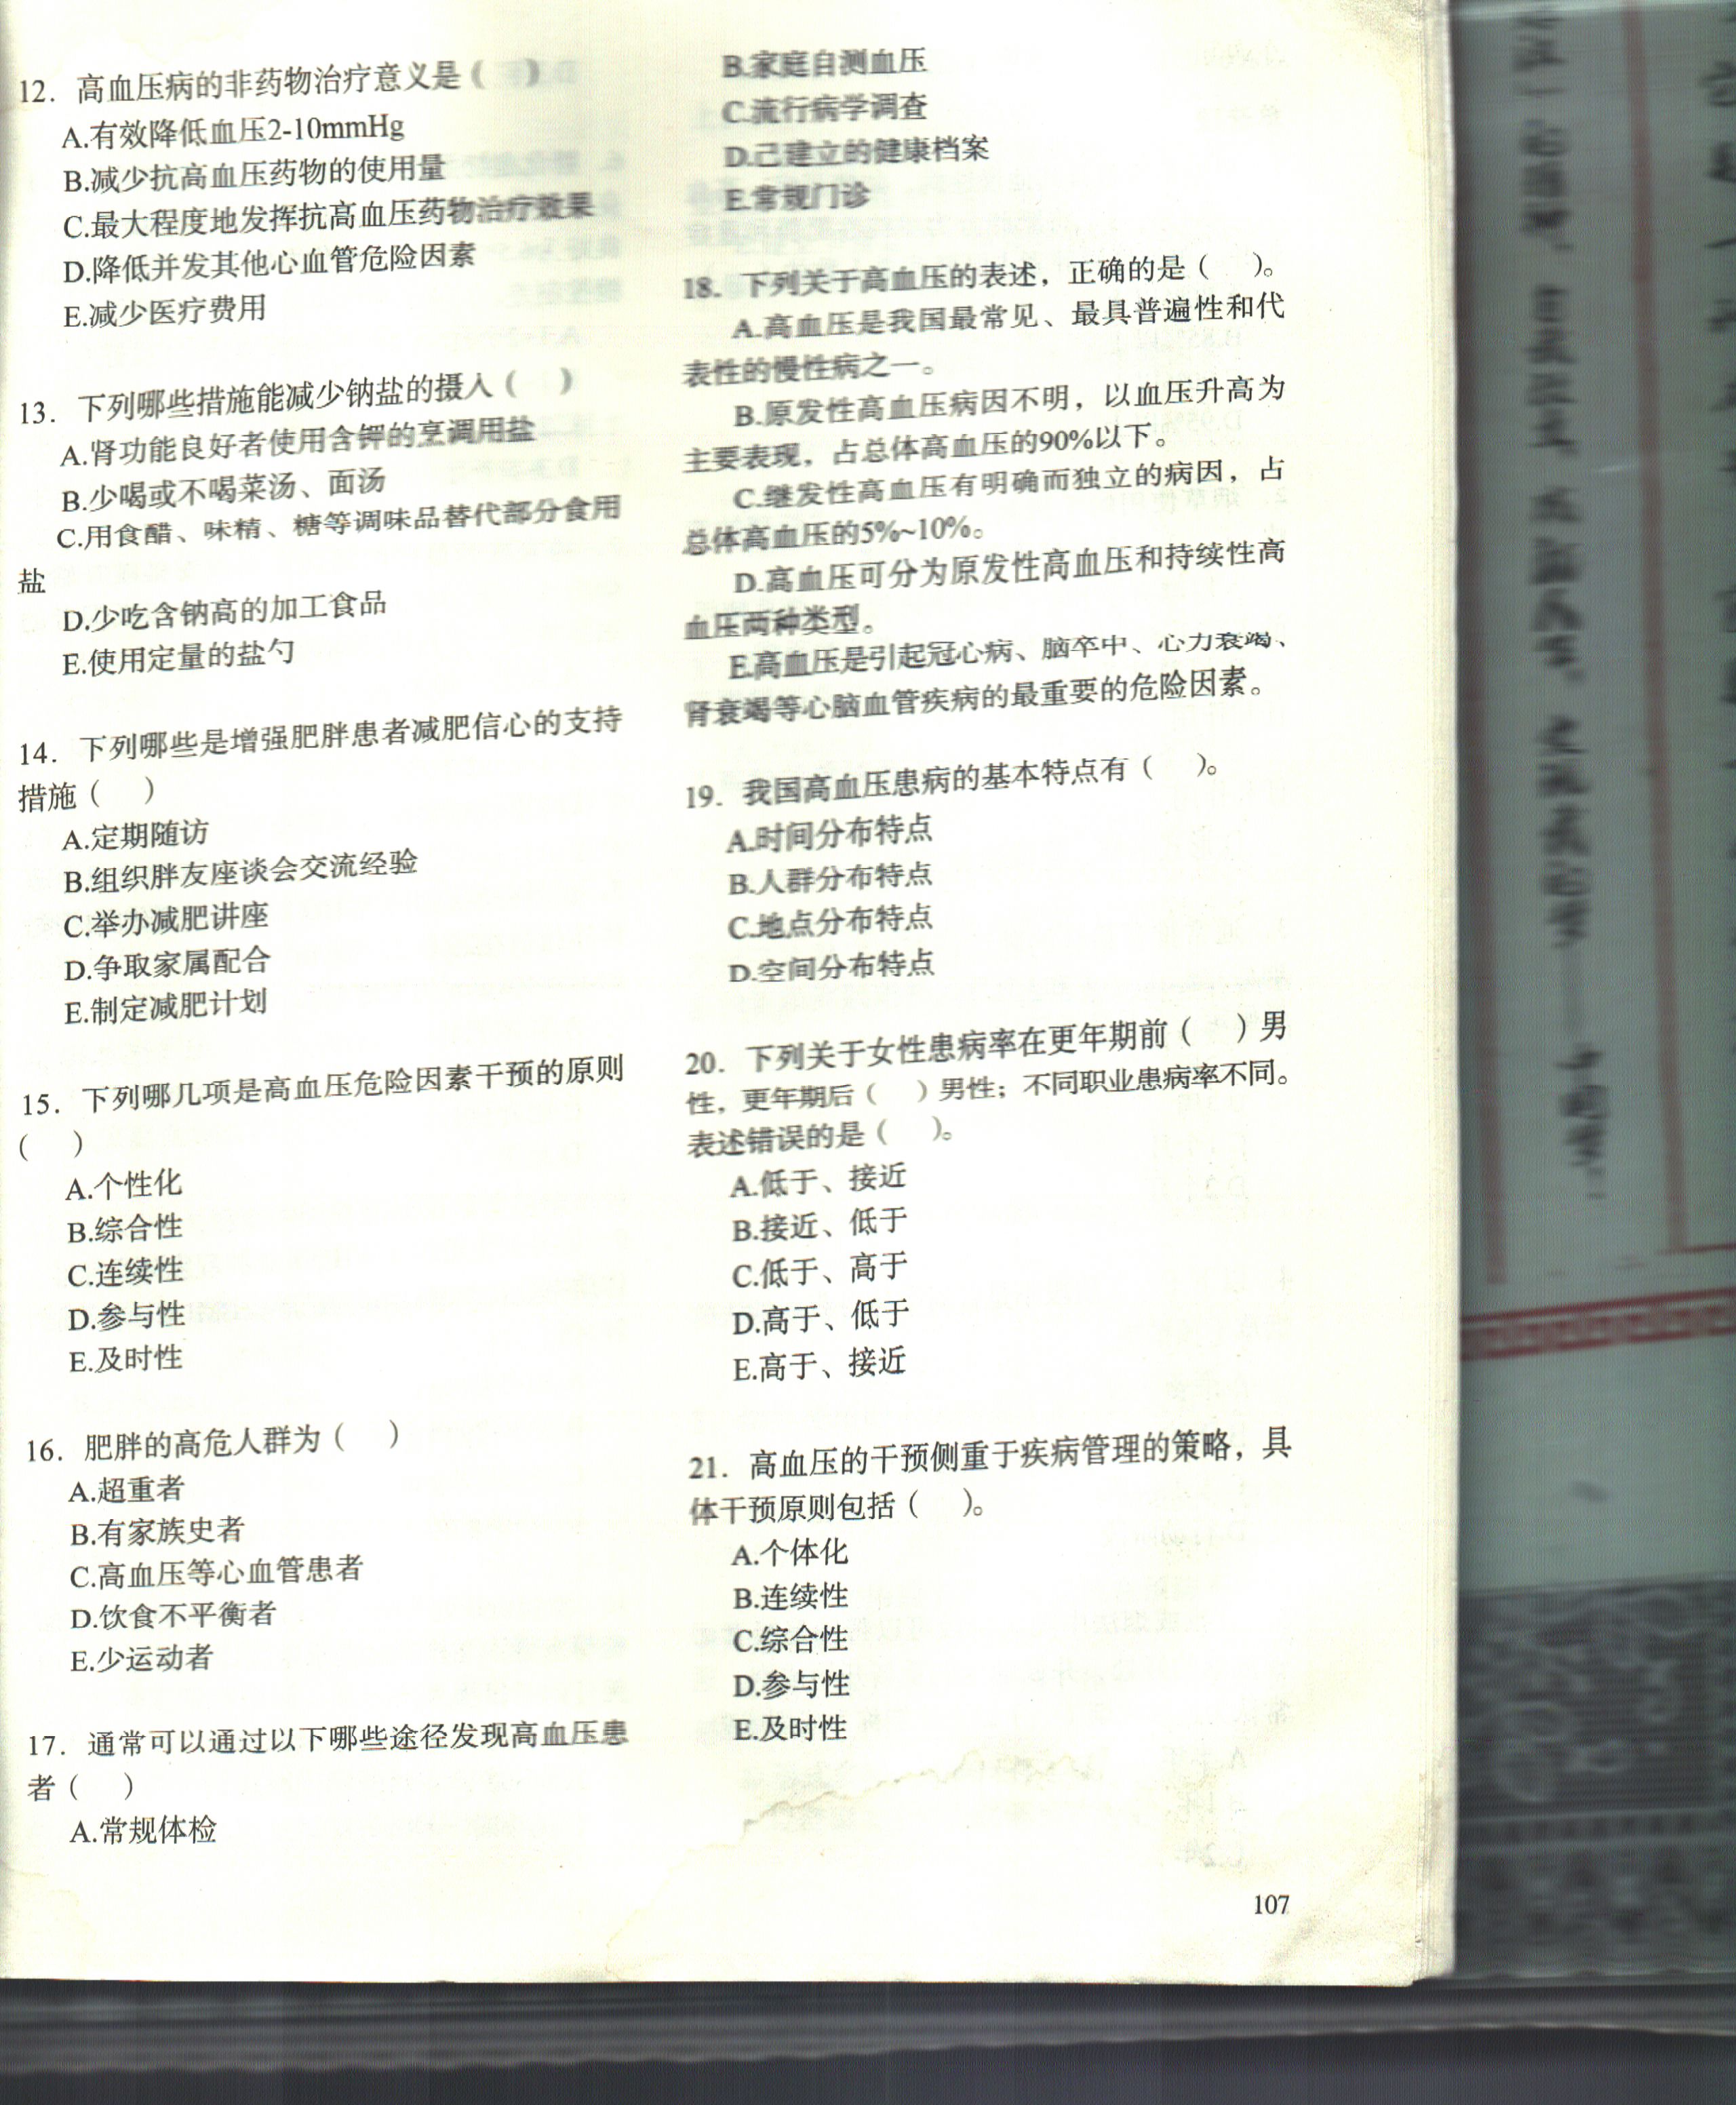 12. 高血压病的非药物治疗意义是（ ）
A.有效降低血压2-10mmHg
B.减少抗高血压药物的使用量
C.最大程度地发挥抗高血压药物治疗效果
D.降低并发其他心血管危险因素
E.减少医疗费用
13. 下列哪些措施能减少钠盐的摄入（ ）
A.肾功能良好者使用含钾的烹调用盐
B.少喝或不喝菜汤、面汤
C.用食醋、味精、糖等调味品替代部分食用
盐
D.少吃含钠高的加工食品
E.使用定量的盐勺
14. 下列哪些是增强肥胖患者减肥信心的支持
措施（ ）
A.定期随访
B.组织胖友座谈会交流经验
C.举办减肥讲座
D.争取家属配合
E.制定减肥计划
15. 下列哪几项是高血压危险因素干预的原则
（ ）
A.个性化
B.综合性
C.连续性
D.参与性
E.及时性
16. 肥胖的高危人群为（ ）
A.超重者
B.有家族史者
C.高血压等心血管患者
D.饮食不平衡者
E.少运动者
17. 通常可以通过以下哪些途径发现高血压患
者（ ）
A.常规体检
B.家庭自测血压
C.流行病学调查
D.己建立的健康档案
E.常规门诊
18. 下列关于高血压的表述，正确的是（ ）。
A.高血压是我国最常见、最具普遍性和代
表性的慢性病之一。
B.原发性高血压病因不明，以血压升高为
主要表现，占总体高血压的90%以下。
C.继发性高血压有明确而独立的病因，占
总体高血压的5%~10%。
D.高血压可分为原发性高血压和持续性高
血压两种类型。
E.高血压是引起冠心病、脑卒中、心力衰竭、
肾衰竭等心脑血管疾病的最重要的危险因素。
19. 我国高血压患病的基本特点有（ ）。
A.时间分布特点
B.人群分布特点
C.地点分布特点
D.空间分布特点
20. 下列关于女性患病率在更年期前（ ）男
性，更年期后（ ）男性；不同职业患病率不同。
表述错误的是（ ）。
A.低于、接近
B.接近、低于
C.低于、高于
D.高于、低于
E.高于、接近
21. 高血压的干预侧重于疾病管理的策略，具
体干预原则包括（ ）。
A.个体化
B.连续性
C.综合性
D.参与性
E.及时性
107